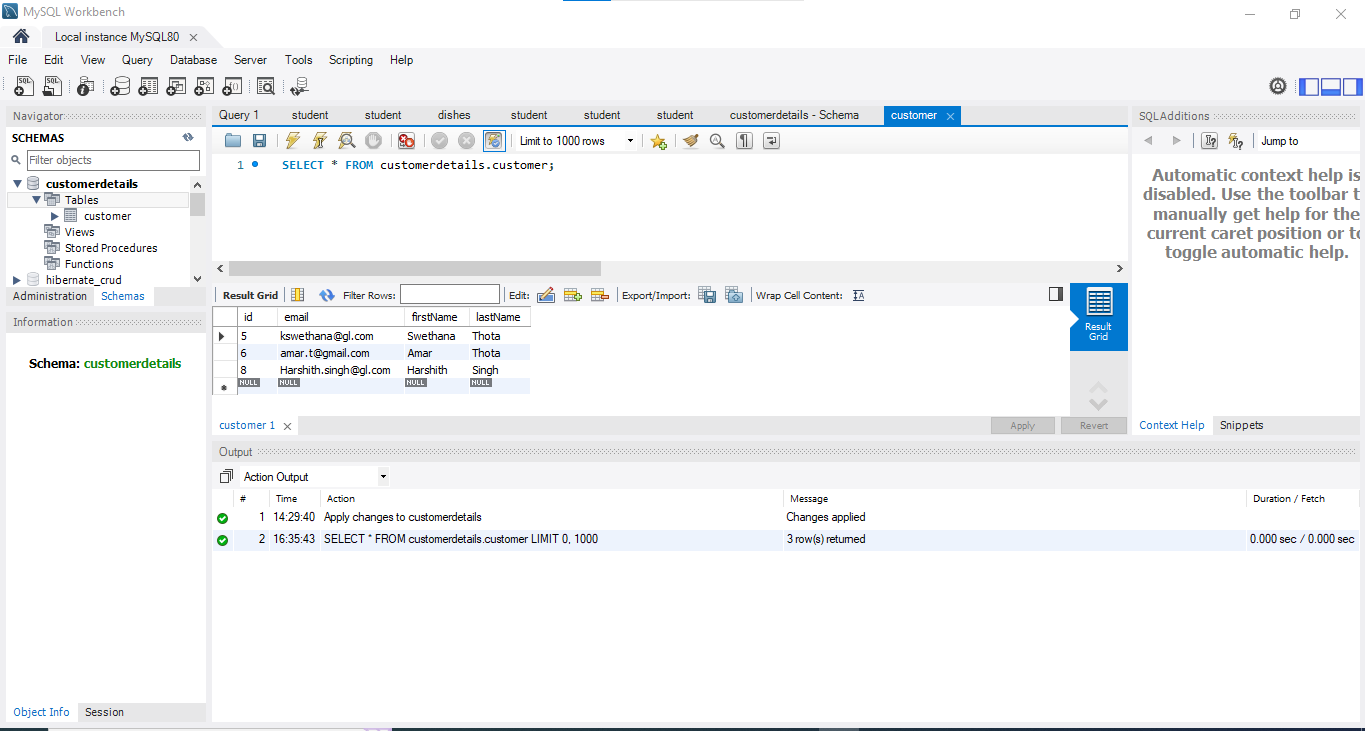 MySQL Workbench
Local instance MySQL80
File Edit View Query Database Server Tools Scripting Help
Navigator
SCHEMAS
Filter objects
customerdetails
Tables
customer
Views
Stored Procedures
Functions
hibernate_crud
Administration Schemas
Information
Schema: customerdetails
Object Info Session
Query 1 student student dishes student student student customerdetails - Schema customer
Limit to 1000 rows
1 SELECT * FROM customerdetails.customer;
Result Grid Filter Rows: Edit: Export/Import: Wrap Cell Content:
id email firstName lastName
5 kswethana@gl.com Swethana Thota
6 amar.t@gmail.com Amar Thota
8 Harshith.singh@gl.com Harshith Singh
NULL NULL NULL NULL
Result
Grid
customer 1
Apply Revert
Output
Action Output
# Time Action Message Duration / Fetch
1 14:29:40 Apply changes to customerdetails Changes applied
2 16:35:43 SELECT * FROM customerdetails.customer LIMIT 0, 1000 3 row(s) returned 0.000 sec / 0.000 sec
SQLAdditions
Jump to
Automatic context help is
disabled. Use the toolbar t
manually get help for the
current caret position or to
toggle automatic help.
Context Help Snippets